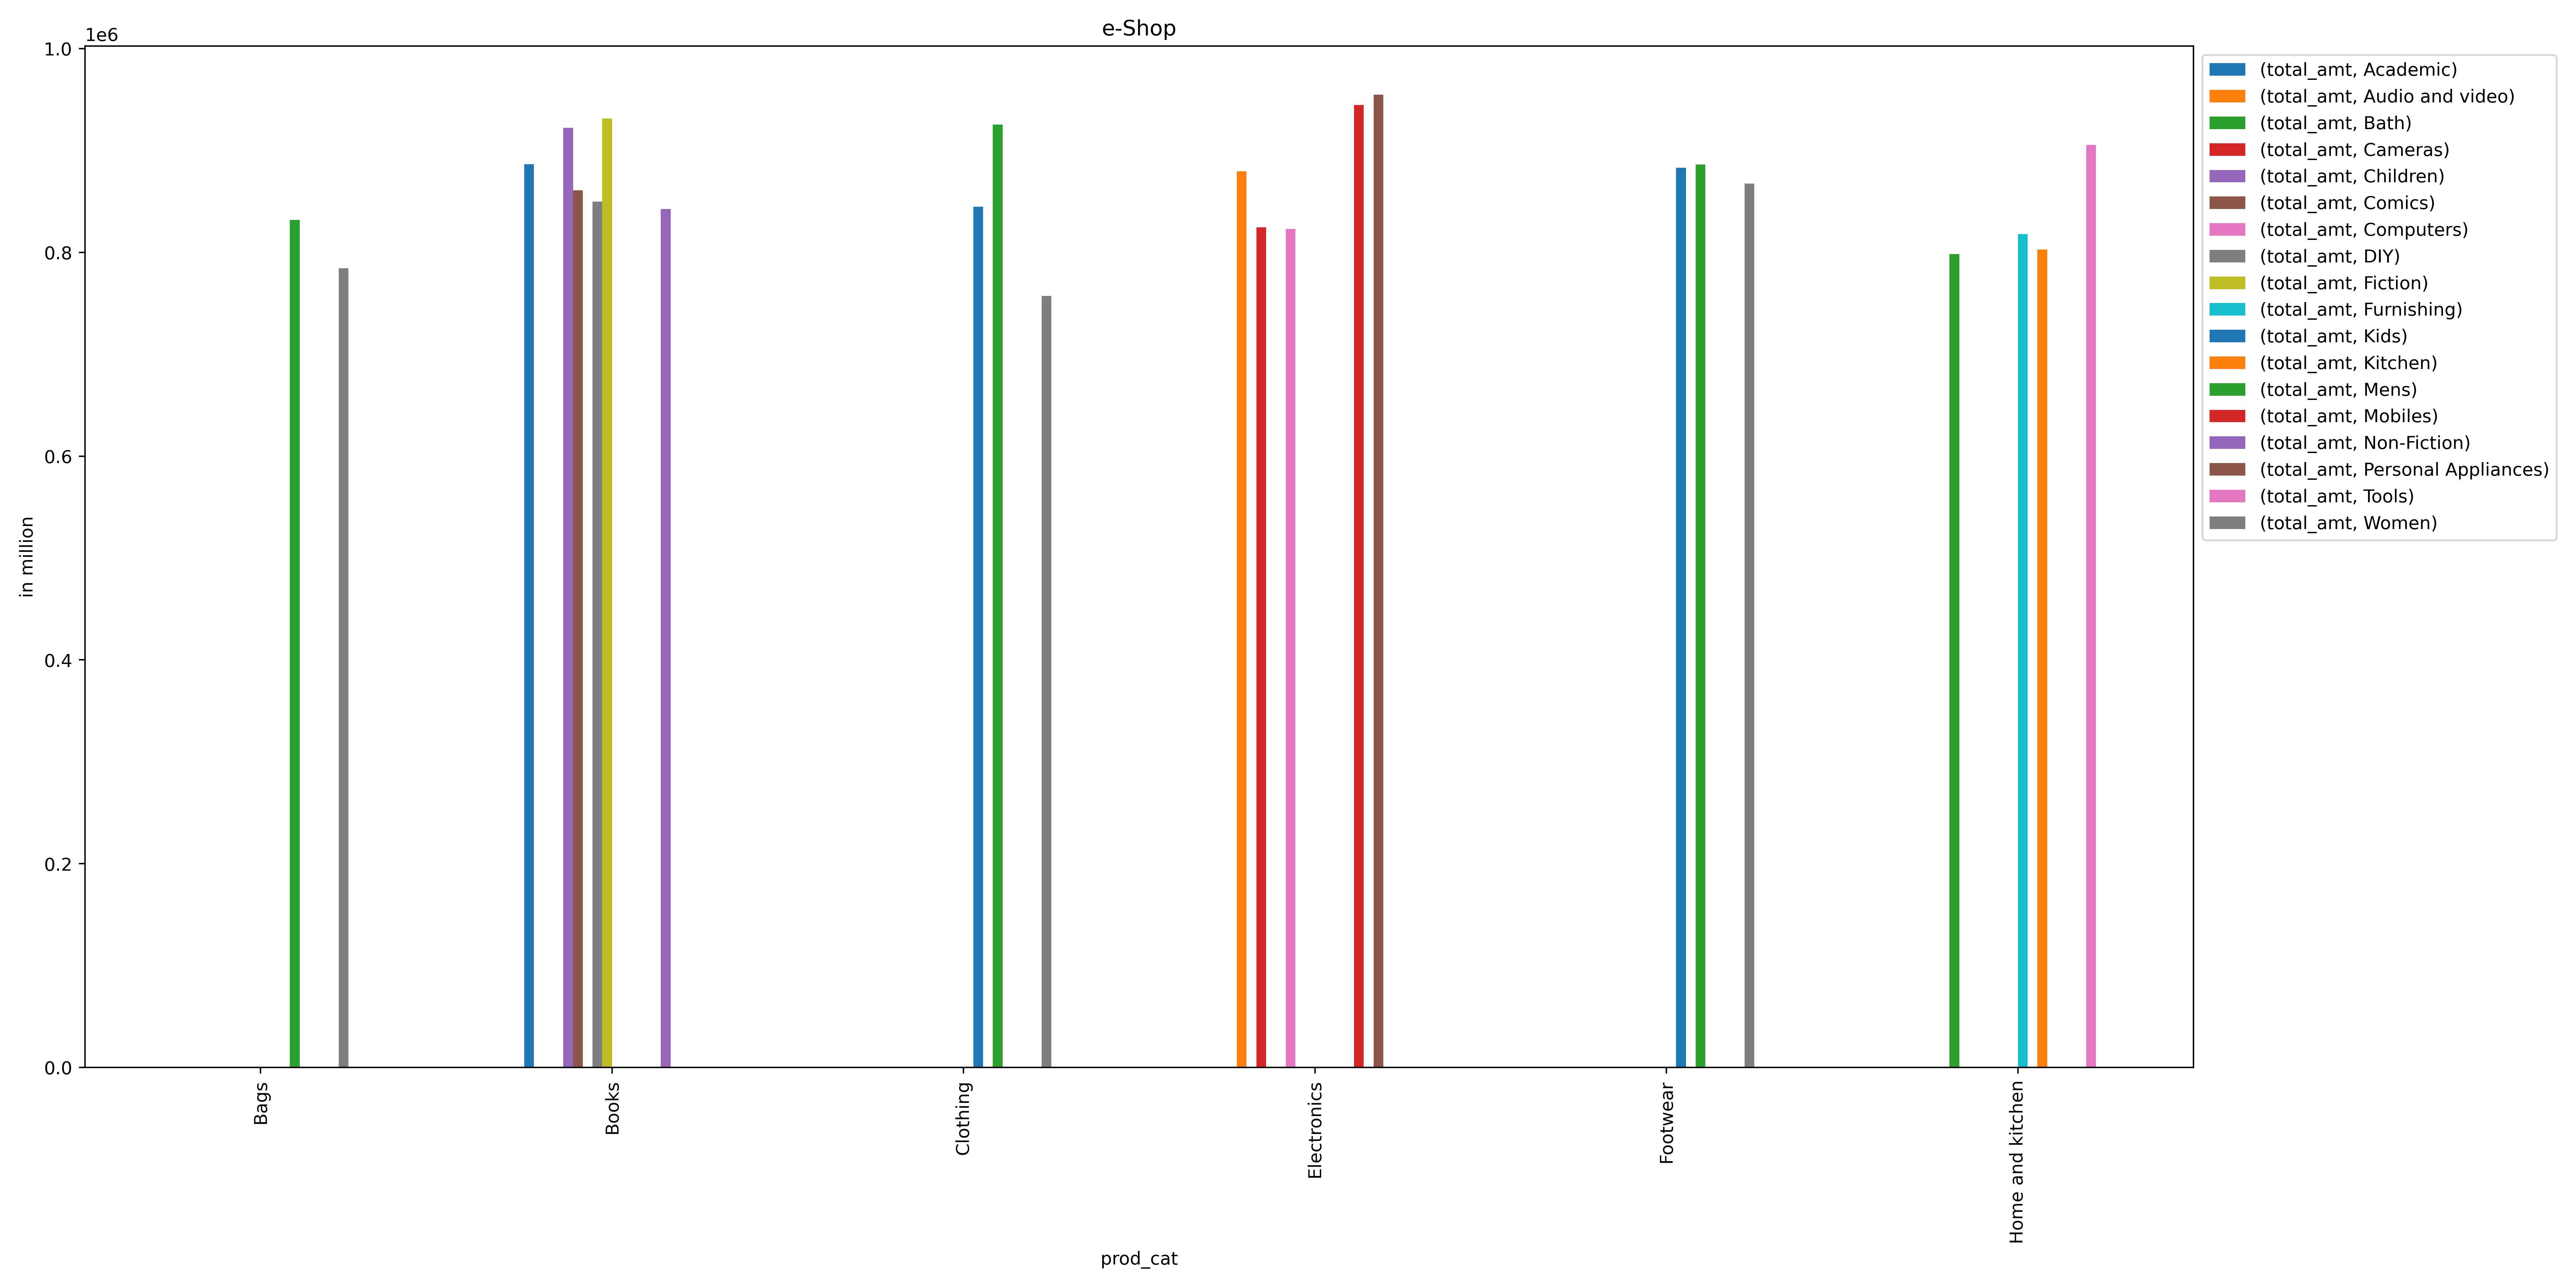 e-Shop
1e6
1.0
0.8
0.6
0.4
0.2
0.0
in million
Bags
Books
Clothing
Electronics
Footwear
Home and kitchen
prod_cat
(total_amt, Academic)
(total_amt, Audio and video)
(total_amt, Bath)
(total_amt, Cameras)
(total_amt, Children)
(total_amt, Comics)
(total_amt, Computers)
(total_amt, DIY)
(total_amt, Fiction)
(total_amt, Furnishing)
(total_amt, Kids)
(total_amt, Kitchen)
(total_amt, Mens)
(total_amt, Mobiles)
(total_amt, Non-Fiction)
(total_amt, Personal Appliances)
(total_amt, Tools)
(total_amt, Women)